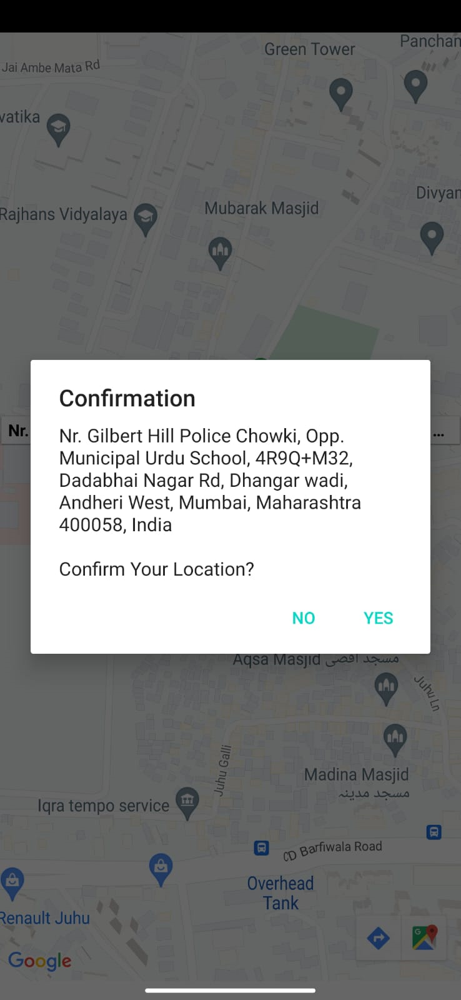 Green Tower
Panchan
Jai Ambe Mata Rd
vatika
Divyan
Rajhans Vidyalaya
Mubarak Masjid
Confirmation
Nr.
...
Nr. Gilbert Hill Police Chowki, Opp.
Municipal Urdu School, 4R9Q+M32,
Dadabhai Nagar Rd, Dhangar wadi,
Andheri West, Mumbai, Maharashtra
400058, India
Confirm Your Location?
NO YES
Aqsa Masjid مسجد اقصى
Juhu Ln
Juhu Galli
Madina Masjid
مسجد مدینہ
Iqra tempo service
CD Barfiwala Road
Overhead
Tank
Renault Juhu
G
Google